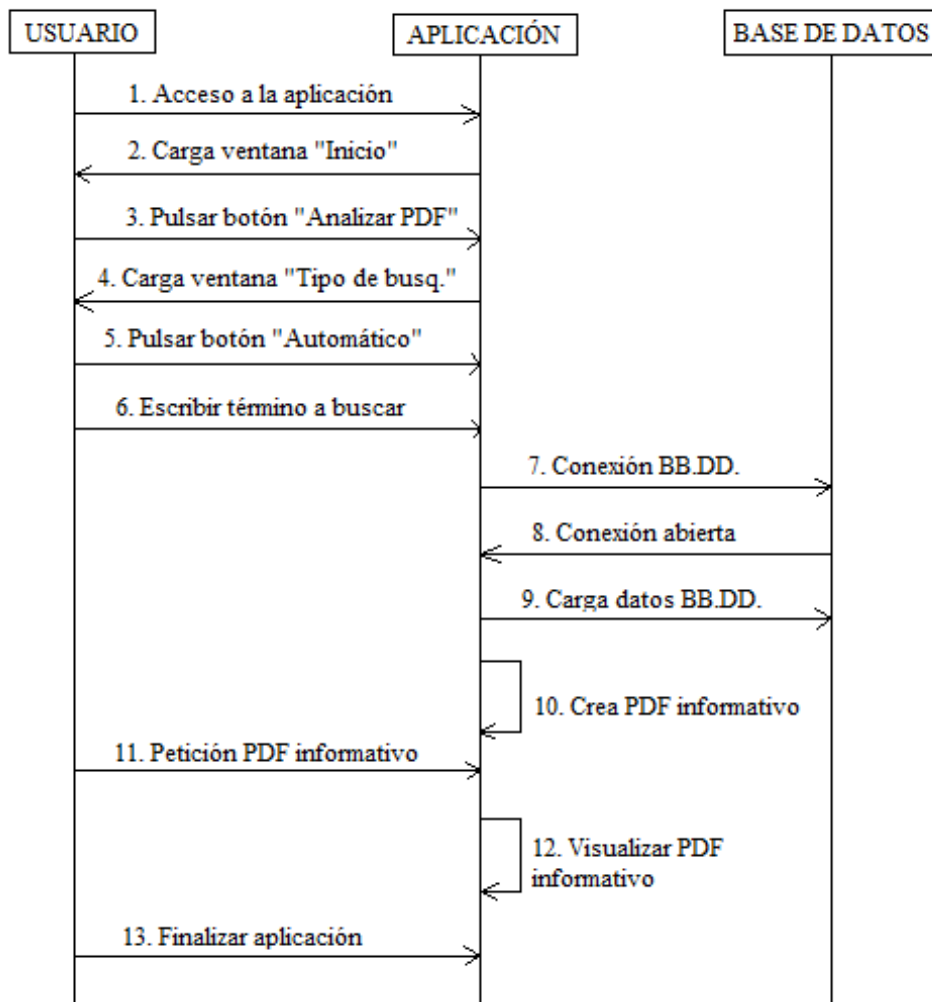 USUARIO
APLICACIÓN
BASE DE DATOS
1. Acceso a la aplicación
2. Carga ventana "Inicio"
3. Pulsar botón "Analizar PDF"
4. Carga ventana "Tipo de busq."
5. Pulsar botón "Automático"
6. Escribir término a buscar
7. Conexión BB.DD.
8. Conexión abierta
9. Carga datos BB.DD.
10. Crea PDF informativo
11. Petición PDF informativo
12. Visualizar PDF
informativo
13. Finalizar aplicación